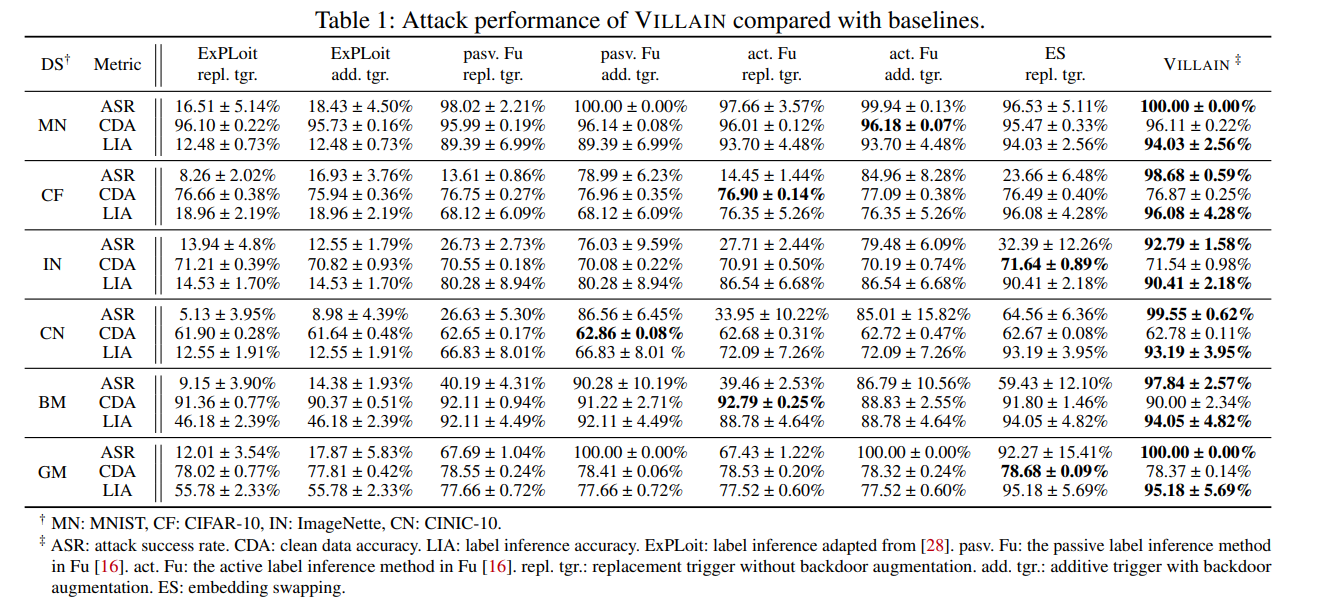 Table 1: Attack performance of VILLAIN compared with baselines.
DS† Metric ExPLoit repl. tgr. ExPLoit add. tgr. pasv. Fu repl. tgr. pasv. Fu add. tgr. act. Fu repl. tgr. act. Fu add. tgr. ES repl. tgr. VILLAIN ‡
MN ASR 16.51 ± 5.14% 18.43 ± 4.50% 98.02 ± 2.21% 100.00 ± 0.00% 97.66 ± 3.57% 99.94 ± 0.13% 96.53 ± 5.11% 100.00 ± 0.00%
CDA 96.10 ± 0.22% 95.73 ± 0.16% 95.99 ± 0.19% 96.14 ± 0.08% 96.01 ± 0.12% 96.18 ± 0.07% 95.47 ± 0.33% 96.11 ± 0.22%
LIA 12.48 ± 0.73% 12.48 ± 0.73% 89.39 ± 6.99% 89.39 ± 6.99% 93.70 ± 4.48% 93.70 ± 4.48% 94.03 ± 2.56% 94.03 ± 2.56%
CF ASR 8.26 ± 2.02% 16.93 ± 3.76% 13.61 ± 0.86% 78.99 ± 6.23% 14.45 ± 1.44% 84.96 ± 8.28% 23.66 ± 6.48% 98.68 ± 0.59%
CDA 76.66 ± 0.38% 75.94 ± 0.36% 76.75 ± 0.27% 76.96 ± 0.35% 76.90 ± 0.14% 77.09 ± 0.38% 76.49 ± 0.40% 76.87 ± 0.25%
LIA 18.96 ± 2.19% 18.96 ± 2.19% 68.12 ± 6.09% 68.12 ± 6.09% 76.35 ± 5.26% 76.35 ± 5.26% 96.08 ± 4.28% 96.08 ± 4.28%
IN ASR 13.94 ± 4.8% 12.55 ± 1.79% 26.73 ± 2.73% 76.03 ± 9.59% 27.71 ± 2.44% 79.48 ± 6.09% 32.39 ± 12.26% 92.79 ± 1.58%
CDA 71.21 ± 0.39% 70.82 ± 0.93% 70.55 ± 0.18% 70.08 ± 0.22% 70.91 ± 0.50% 70.19 ± 0.74% 71.64 ± 0.89% 71.54 ± 0.98%
LIA 14.53 ± 1.70% 14.53 ± 1.70% 80.28 ± 8.94% 80.28 ± 8.94% 86.54 ± 6.68% 86.54 ± 6.68% 90.41 ± 2.18% 90.41 ± 2.18%
CN ASR 5.13 ± 3.95% 8.98 ± 4.39% 26.63 ± 5.30% 86.56 ± 6.45% 33.95 ± 10.22% 85.01 ± 15.82% 64.56 ± 6.36% 99.55 ± 0.62%
CDA 61.90 ± 0.28% 61.64 ± 0.48% 62.65 ± 0.17% 62.86 ± 0.08% 62.68 ± 0.31% 62.72 ± 0.47% 62.67 ± 0.08% 62.78 ± 0.11%
LIA 12.55 ± 1.91% 12.55 ± 1.91% 66.83 ± 8.01% 66.83 ± 8.01 % 72.09 ± 7.26% 72.09 ± 7.26% 93.19 ± 3.95% 93.19 ± 3.95%
BM ASR 9.15 ± 3.90% 14.38 ± 1.93% 40.19 ± 4.31% 90.28 ± 10.19% 39.46 ± 2.53% 86.79 ± 10.56% 59.43 ± 12.10% 97.84 ± 2.57%
CDA 91.36 ± 0.77% 90.37 ± 0.51% 92.11 ± 0.94% 91.22 ± 2.71% 92.79 ± 0.25% 88.83 ± 2.55% 91.80 ± 1.46% 90.00 ± 2.34%
LIA 46.18 ± 2.39% 46.18 ± 2.39% 92.11 ± 4.49% 92.11 ± 4.49% 88.78 ± 4.64% 88.78 ± 4.64% 94.05 ± 4.82% 94.05 ± 4.82%
GM ASR 12.01 ± 3.54% 17.87 ± 5.83% 67.69 ± 1.04% 100.00 ± 0.00% 67.43 ± 1.22% 100.00 ± 0.00% 92.27 ± 15.41% 100.00 ± 0.00%
CDA 78.02 ± 0.77% 77.81 ± 0.42% 78.55 ± 0.24% 78.41 ± 0.06% 78.53 ± 0.20% 78.32 ± 0.24% 78.68 ± 0.09% 78.37 ± 0.14%
LIA 55.78 ± 2.33% 55.78 ± 2.33% 77.66 ± 0.72% 77.66 ± 0.72% 77.52 ± 0.60% 77.52 ± 0.60% 95.18 ± 5.69% 95.18 ± 5.69%
† MN: MNIST, CF: CIFAR-10, IN: ImageNette, CN: CINIC-10.
‡ ASR: attack success rate. CDA: clean data accuracy. LIA: label inference accuracy. ExPLoit: label inference adapted from [28]. pasv. Fu: the passive label inference method
in Fu [16]. act. Fu: the active label inference method in Fu [16]. repl. tgr.: replacement trigger without backdoor augmentation. add. tgr.: additive trigger with backdoor
augmentation. ES: embedding swapping.